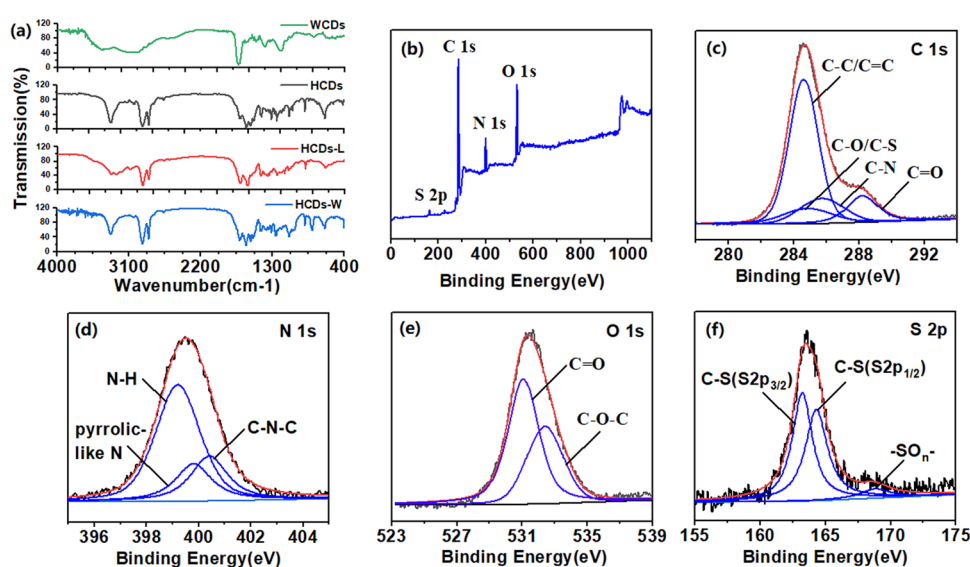 (a)
WCDs
HCDs
HCDs-L
HCDs-W
120
80
40
0
120
80
40
0
120
80
40
0
120
80
40
0
Transmission(%)
4000 3100 2200 1300 400
Wavenumber(cm-1)
(b)
C 1s
O 1s
N 1s
S 2p
0 200 400 600 800 1000
Binding Energy(eV)
(c)
C 1s
C-C/C=C
C-O/C-S
C-N
C=O
280 284 288 292
Binding Energy(eV)
(d)
N 1s
N-H
pyrrolic-
like N
C-N-C
396 398 400 402 404
Binding Energy(eV)
(e)
O 1s
C=O
C-O-C
523 527 531 535 539
Binding Energy(eV)
(f)
S 2p
C-S(S2p3/2)
C-S(S2p1/2)
-SOn-
155 160 165 170 175
Binding Energy(eV)